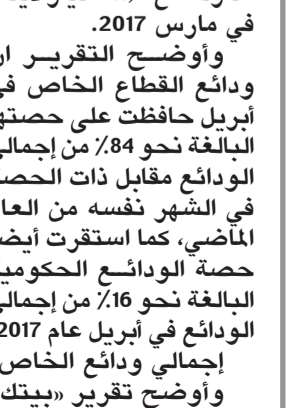 في مارس 2017.
وأوضح التقرير ان
ودائع القطاع الخاص في
أبريل حافظت على حصتها
البالغة نحو 84٪ من إجمالي
الودائع مقابل ذات الحصة
في الشهر نفسه من العام
الماضي، كما استقرت أيضا
حصة الودائع الحكومية
البالغة نحو 16٪ من إجمالي
الودائع في أبريل عام 2017
إجمالي ودائع الخاص
وأوضح تقرير «بيتك